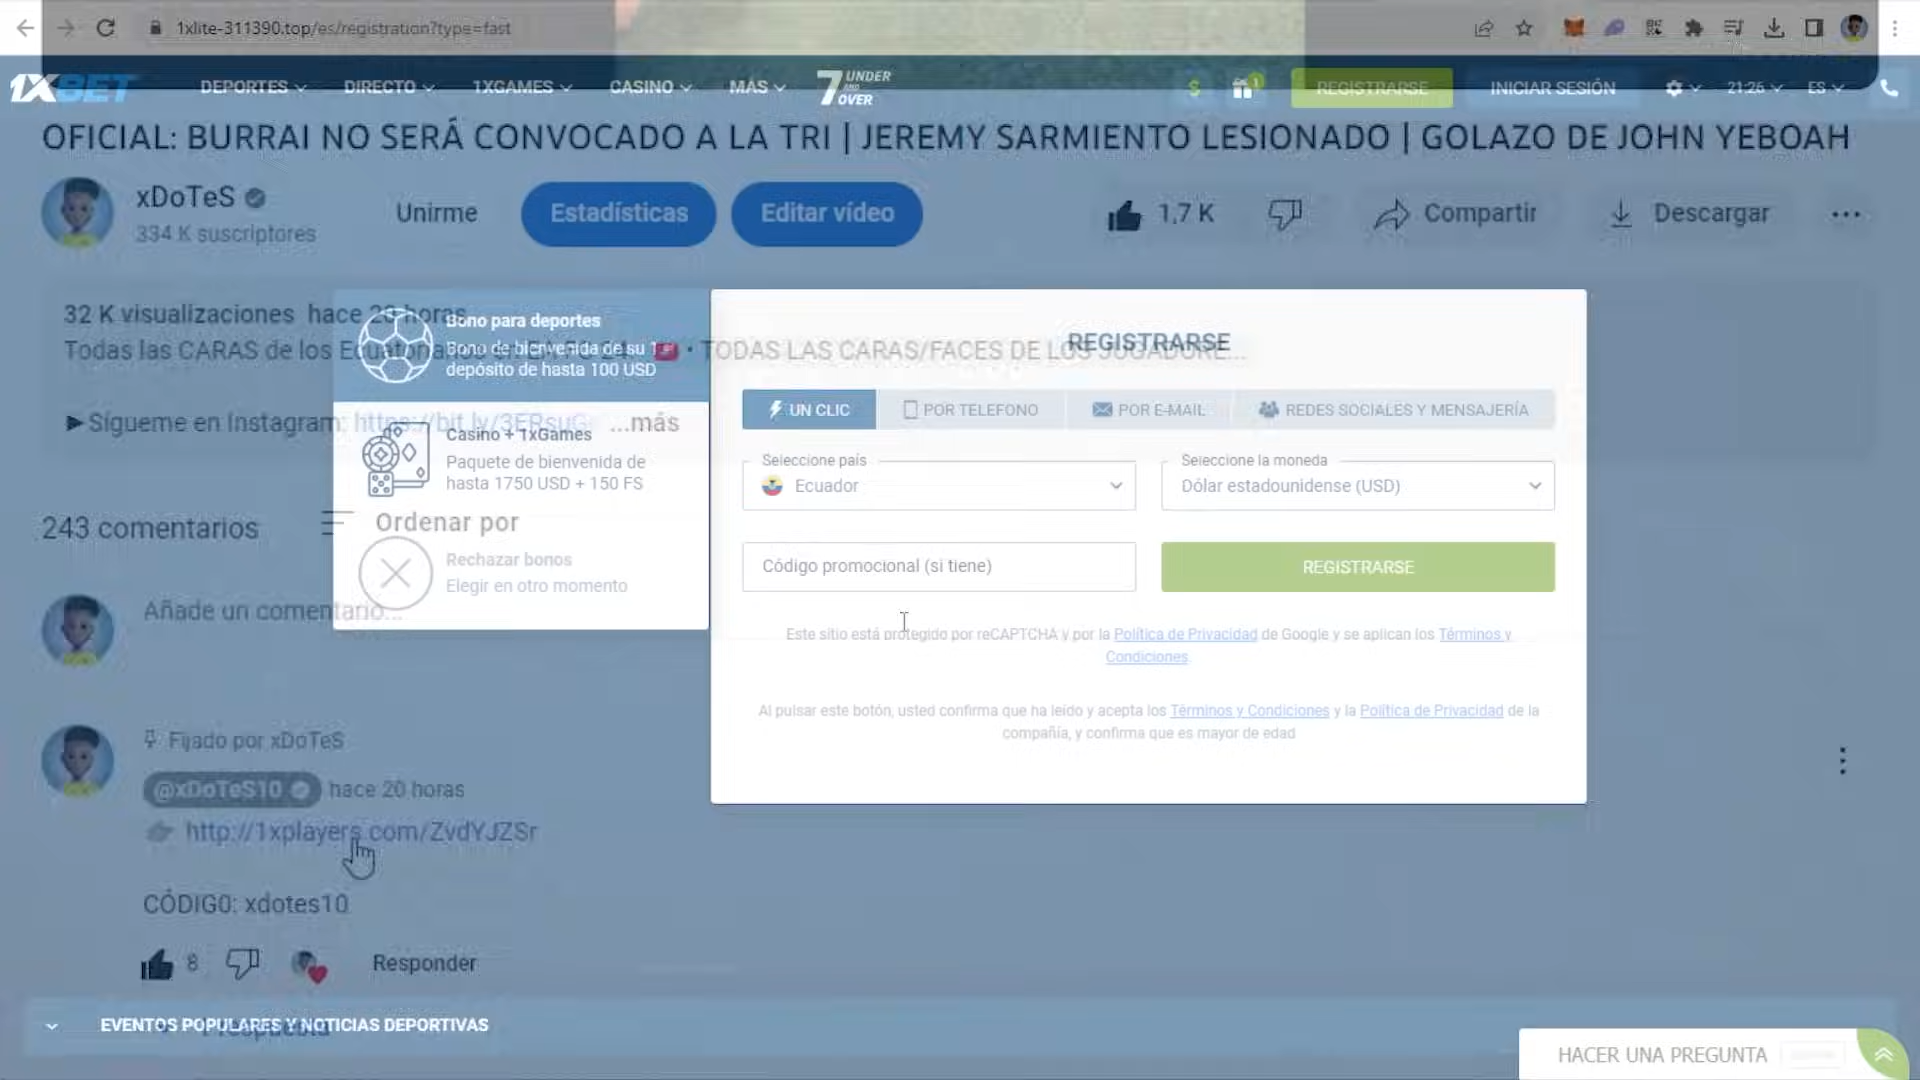 1xlite-311390.top/es/registration?type=fast
1XBET
DEPORTES
DIRECTO
1XGAMES
CASINO
MÁS
7 UNDER AND OVER
$
1
REGISTRARSE
INICIAR SESIÓN
21:26
ES
OFICIAL: BURRAI NO SERÁ CONVOCADO A LA TRI | JEREMY SARMIENTO LESIONADO | GOLAZO DE JOHN YEBOAH
xDoTeS
334 K suscriptores
Unirme
Estadísticas
Editar vídeo
1,7 K
Compartir
Descargar
32 K visualizaciones hace 20 horas
Todas las CARAS de los • TODAS LAS CARAS/FACES DE LOS JUGADORE...
►Sígueme en Instagram: ...más
243 comentarios
Ordenar por
Añade un comentario...
Fijado por xDoTeS
@xDoTeS10 hace 20 horas
http://1xplayers.com/ZvdYJZSr
CÓDIG0: xdotes10
8
Responder
Bono para deportes
Bono de bienvenida de su 1
depósito de hasta 100 USD
Casino + 1xGames
Paquete de bienvenida de
hasta 1750 USD + 150 FS
Rechazar bonos
Elegir en otro momento
REGISTRARSE
UN CLIC
POR TELEFONO
POR E-MAIL
REDES SOCIALES Y MENSAJERÍA
Seleccione país
Ecuador
Seleccione la moneda
Dólar estadounidense (USD)
Código promocional (si tiene)
REGISTRARSE
Este sitio está protegido por reCAPTCHA y por la Política de Privacidad de Google y se aplican los Términos y
Condiciones.
Al pulsar este botón, usted confirma que ha leído y acepta los Términos y Condiciones y la Política de Privacidad de la
compañía, y confirma que es mayor de edad
EVENTOS POPULARES Y NOTICIAS DEPORTIVAS
HACER UNA PREGUNTA